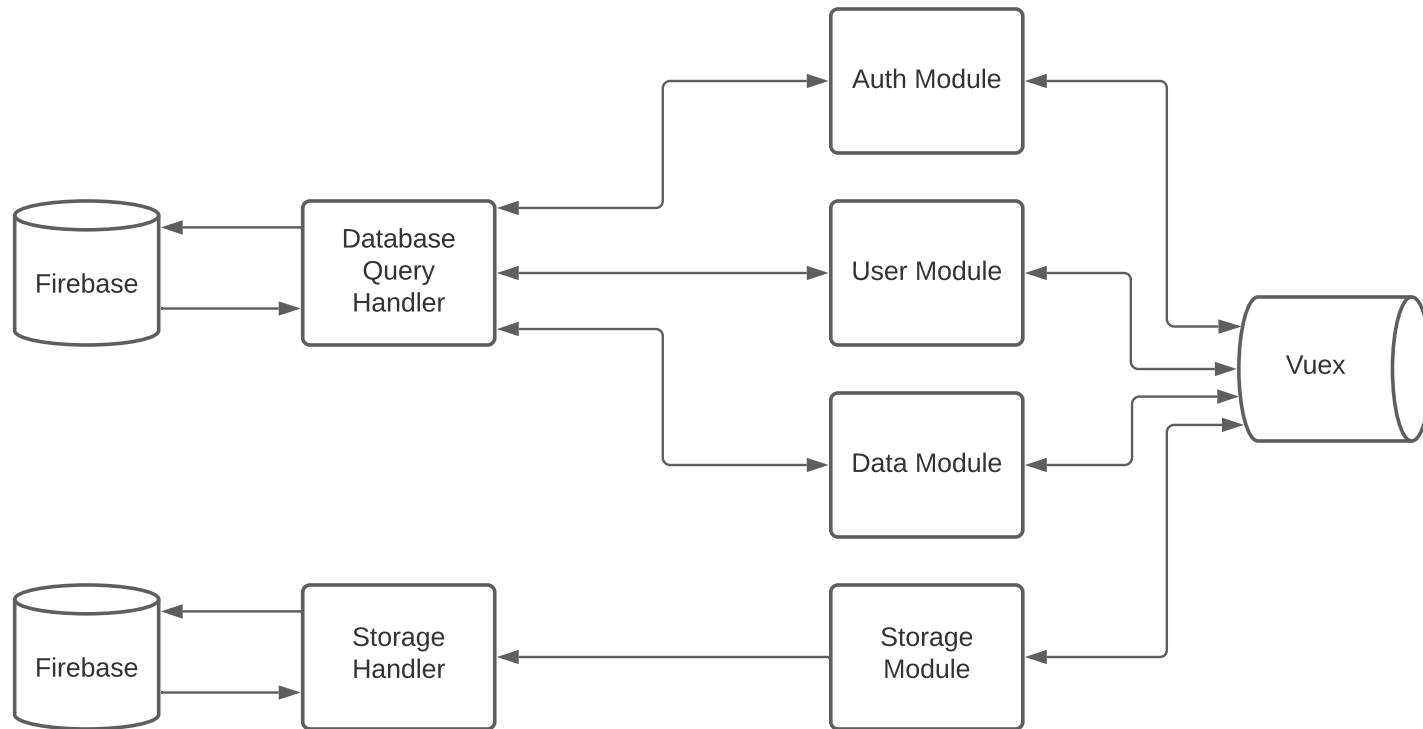 Auth Module
Firebase
Database
Query
Handler
User Module
Vuex
Data Module
Firebase
Storage
Handler
Storage
Module